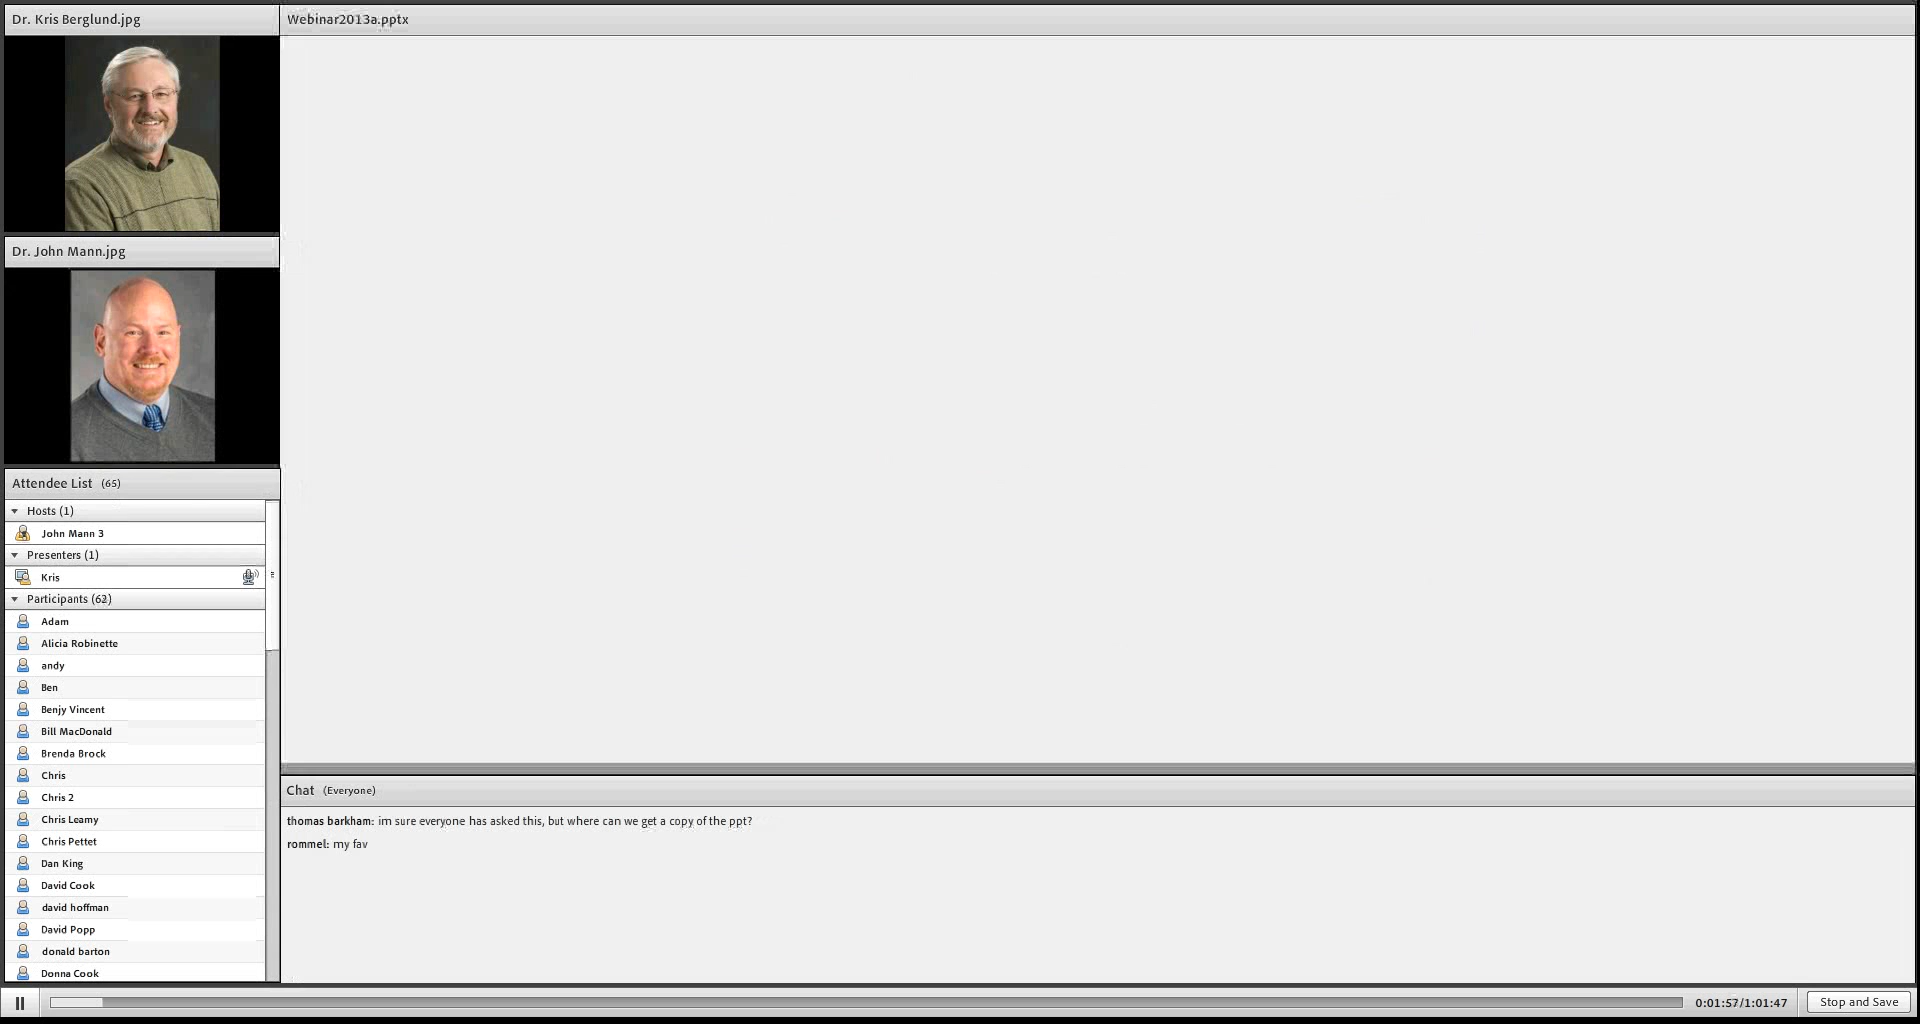 Dr. Kris Berglund.jpg
Webinar2013a.pptx
Dr. John Mann.jpg
Attendee List (65)
Hosts (1)
John Mann 3
Presenters (1)
Kris
Participants (62)
Adam
Alicia Robinette
andy
Ben
Benjy Vincent
Bill MacDonald
Brenda Brock
Chris
Chris 2
Chris Leamy
Chris Pettet
Dan King
David Cook
david hoffman
David Popp
donald barton
Donna Cook
Chat (Everyone)
thomas barkham: im sure everyone has asked this, but where can we get a copy of the ppt?
rommel: my fav
0:01:57/1:01:47
Stop and Save